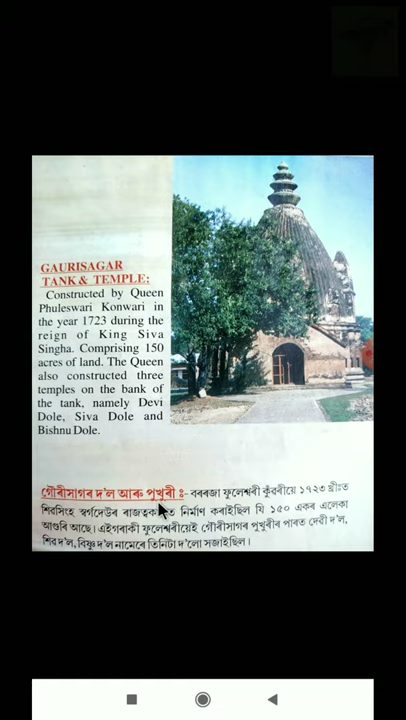 GAURISAGAR
TANK & TEMPLE:
Constructed by Queen
Phuleswari Konwari in
the year 1723 during the
reign of King Siva
Singha. Comprising 150
acres of land. The Queen
also constructed three
temples on the bank of
the tank, namely Devi
Dole, Siva Dole and
Bishnu Dole.
গৌৰীসাগৰ দ'ল আৰু পুখুৰী ঃ- বৰৰজা ফুলেশ্বৰী কুঁৱৰীয়ে ১৭২৩ খ্ৰীঃত
শিৱসিংহ স্বৰ্গদেউৰ নিৰ্মাণ কৰাইছিল যি ১৫০ একৰ এলেকা
আগুৰি আছে। এইগৰাকী ফুলেশ্বৰীয়েই গৌৰীসাগৰ পুখুৰীৰ পাৰত দেৱী দ'ল,
শিৱ দ'ল, বিষ্ণু দ'ল নামেৰে তিনিটা দ'লো সজাইছিল।